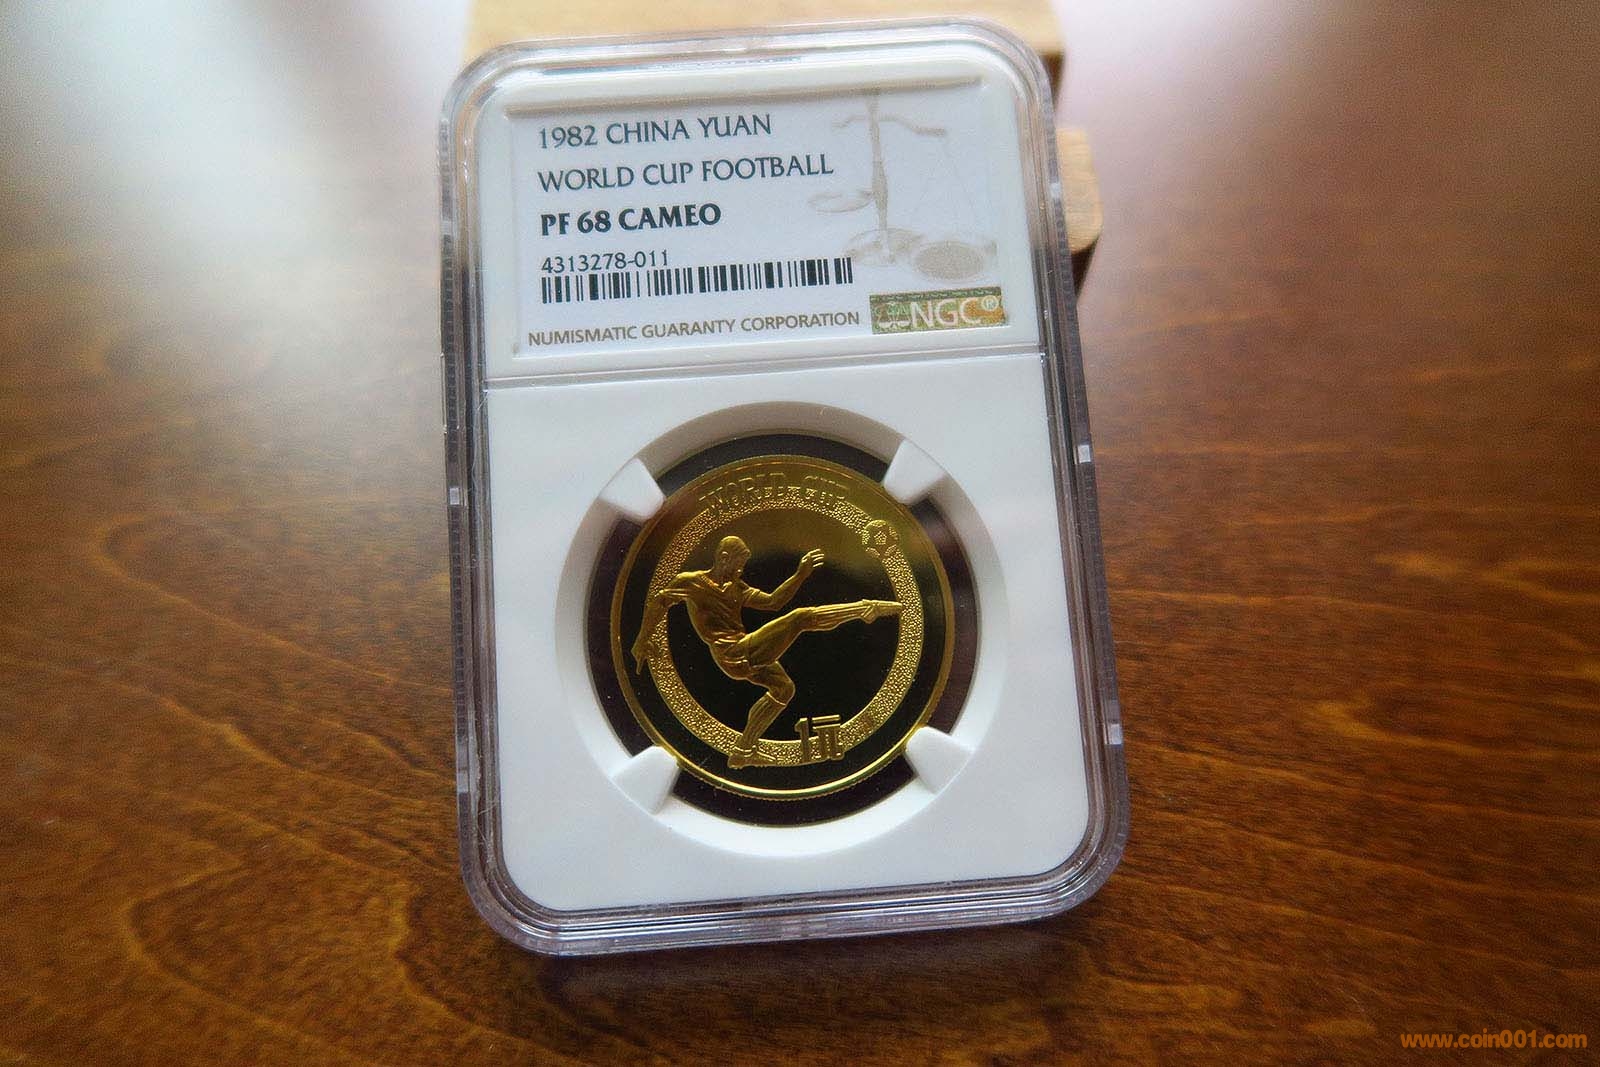 1982 CHINA YUAN
WORLD CUP FOOTBALL
PF 68 CAMEO
4313278-011
NUMISMATIC GUARANTY CORPORATION
NGC®
WORLD CUP
1元
www.coin001.com